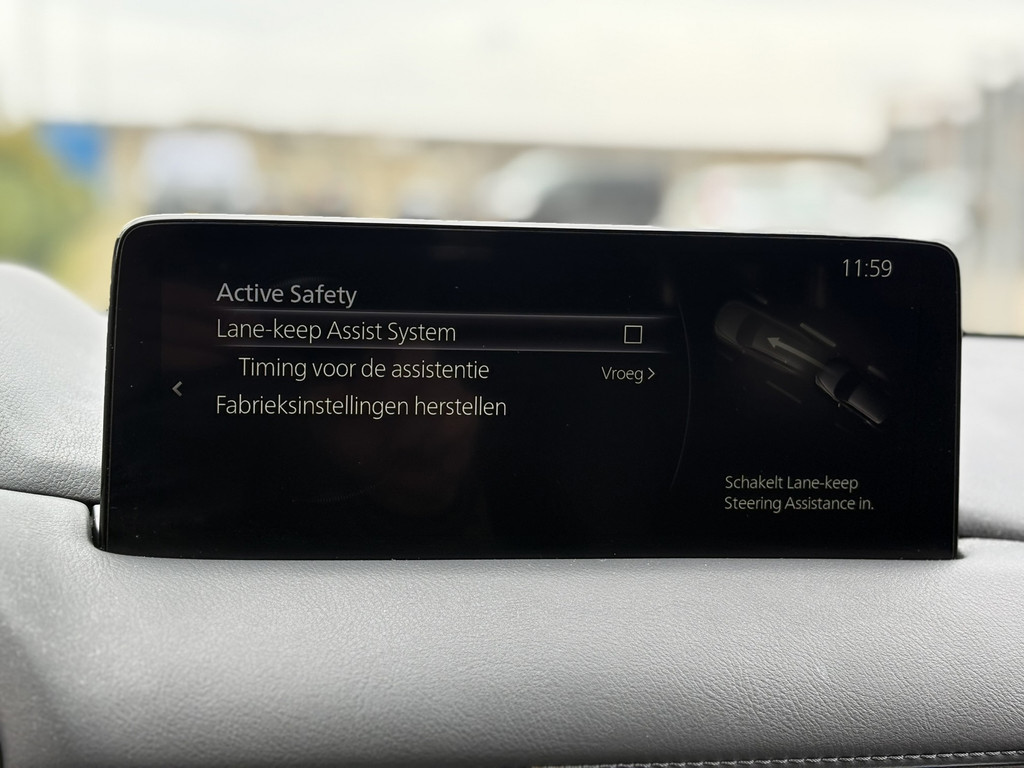 11:59
Active Safety
Lane-keep Assist System
Timing voor de assistentie Vroeg >
Fabrieksinstellingen herstellen
Schakelt Lane-keep
Steering Assistance in.